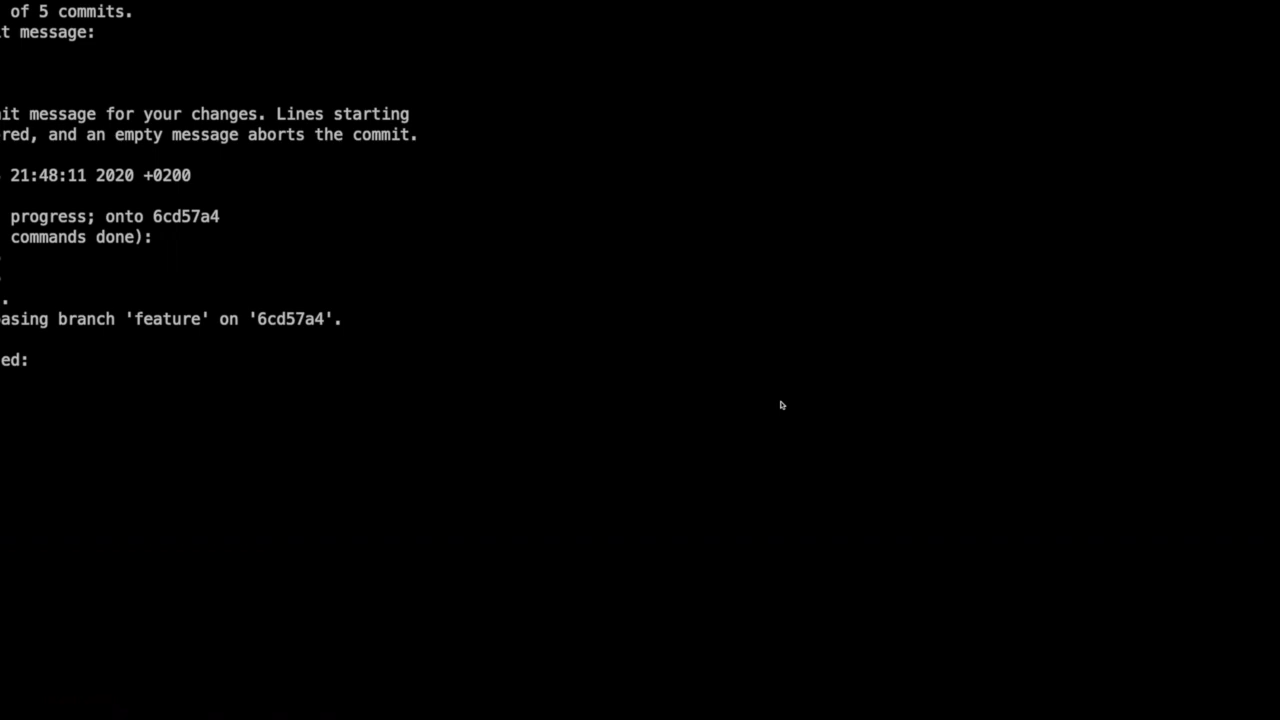 of 5 commits.
t message:
it message for your changes. Lines starting
red, and an empty message aborts the commit.
21:48:11 2020 +0200
progress; onto 6cd57a4
commands done):
.
asing branch 'feature' on '6cd57a4'.
ed: